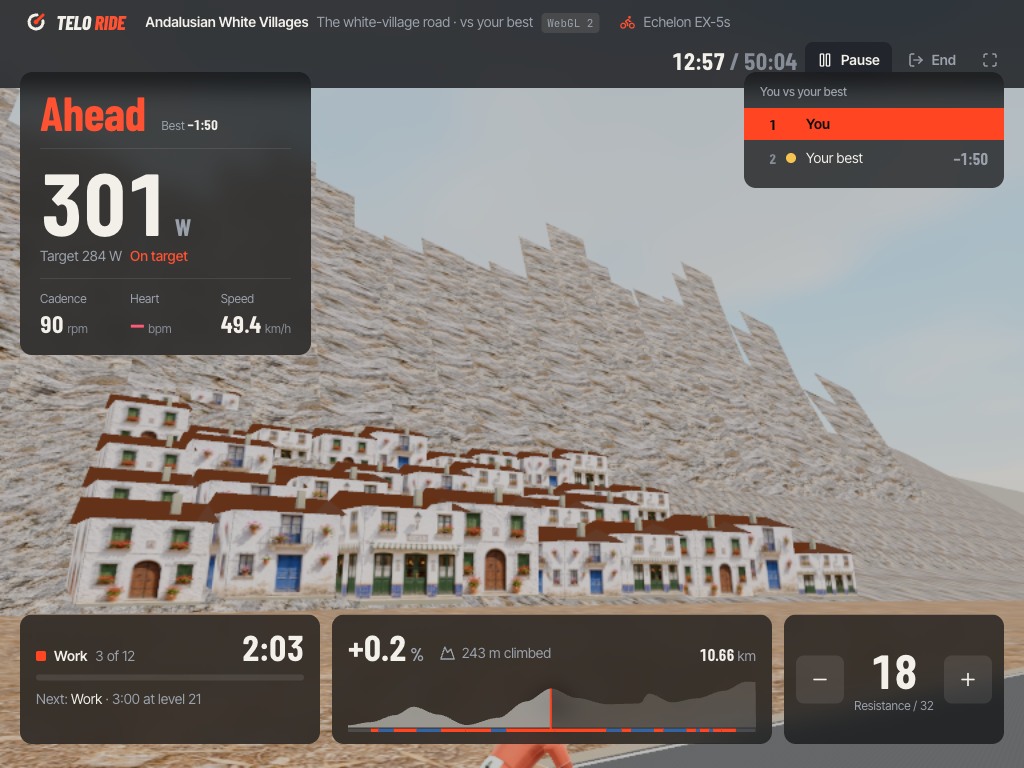 TELO RIDE Andalusian White Villages The white-village road · vs your best WebGL 2 Echelon EX-5s
12:57 / 50:04 Pause End
Ahead Best −1:50
301 W
Target 284 W On target
Cadence Heart Speed
90 rpm — bpm 49.4 km/h
You vs your best
1 You
2 Your best −1:50
Work 3 of 12 2:03
Next: Work · 3:00 at level 21
+0.2 % 243 m climbed 10.66 km
− 18 +
Resistance / 32